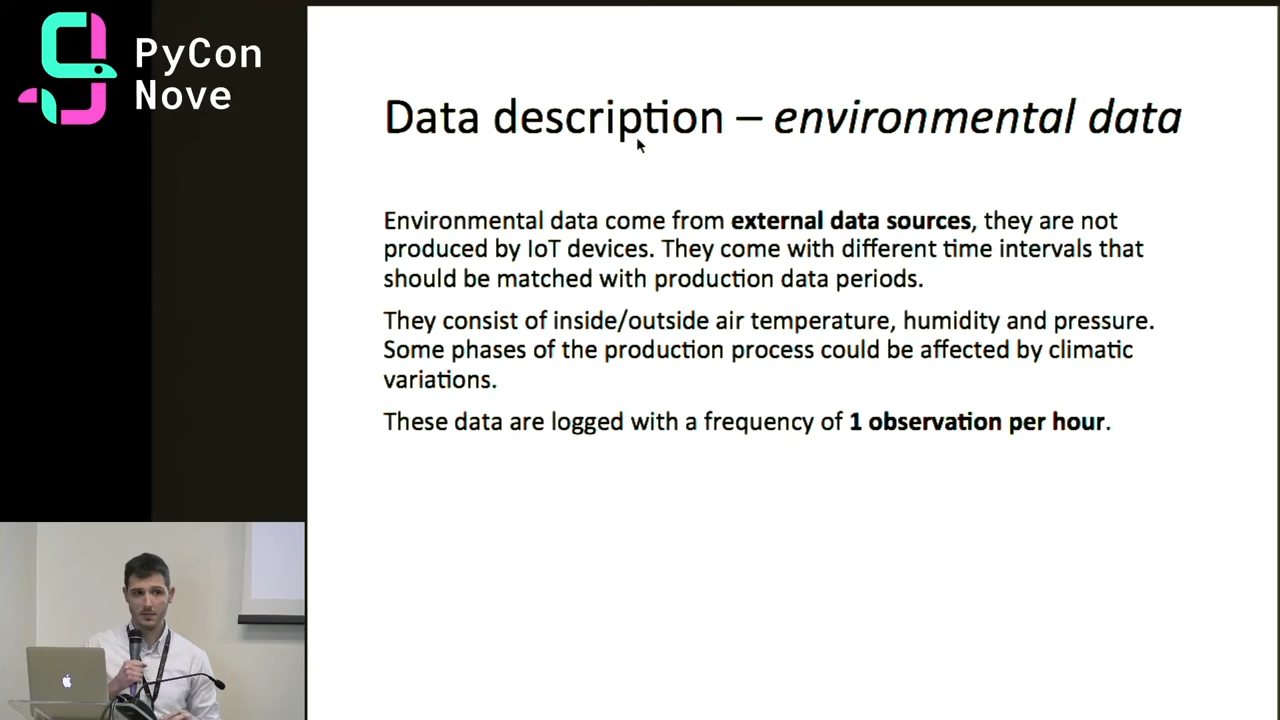 PyCon
Nove
Data description – environmental data
Environmental data come from external data sources, they are not
produced by IoT devices. They come with different time intervals that
should be matched with production data periods.
They consist of inside/outside air temperature, humidity and pressure.
Some phases of the production process could be affected by climatic
variations.
These data are logged with a frequency of 1 observation per hour.